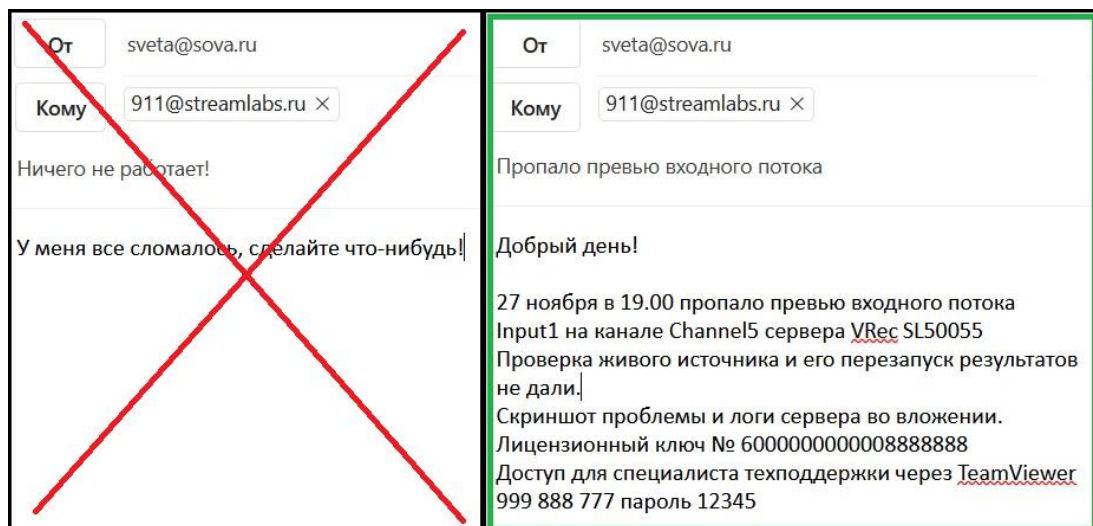 От sveta@sova.ru
Кому 911@streamlabs.ru ×
Ничего не работает!
У меня все сломалось, сделайте что-нибудь!
От sveta@sova.ru
Кому 911@streamlabs.ru ×
Пропало превью входного потока
Добрый день!
27 ноября в 19.00 пропало превью входного потока
Input1 на канале Channel5 сервера VRec SL50055
Проверка живого источника и его перезапуск результатов
не дали.
Скриншот проблемы и логи сервера во вложении.
Лицензионный ключ № 6000000000008888888
Доступ для специалиста техподдержки через TeamViewer
999 888 777 пароль 12345